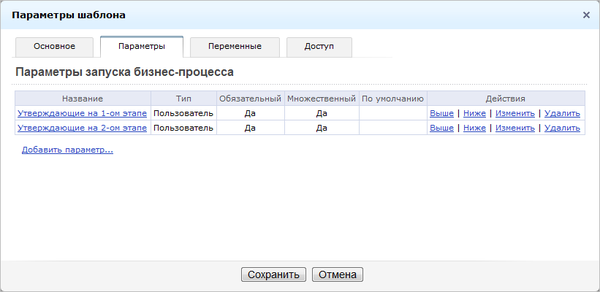 Параметры шаблона
Основное Параметры Переменные Доступ
Параметры запуска бизнес-процесса
Название Тип Обязательный Множественный По умолчанию Действия
Утверждающие на 1-ом этапе Пользователь Да Да Выше | Ниже | Изменить | Удалить
Утверждающие на 2-ом этапе Пользователь Да Да Выше | Ниже | Изменить | Удалить
Добавить параметр...
Сохранить Отмена